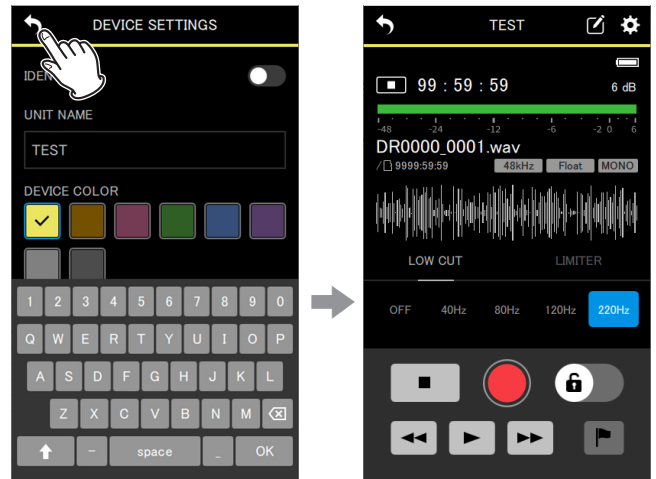 DEVICE SETTINGS
IDEN
UNIT NAME
TEST
DEVICE COLOR
1 2 3 4 5 6 7 8 9 0
Q W E R T Y U I O P
A S D F G H J K L
Z X C V B N M
- space _ OK
TEST
99 : 59 : 59 6 dB
-48 -24 -12 -6 -2 0 6
DR0000_0001.wav
/ 9999:59:59 48kHz Float MONO
LOW CUT LIMITER
OFF 40Hz 80Hz 120Hz 220Hz